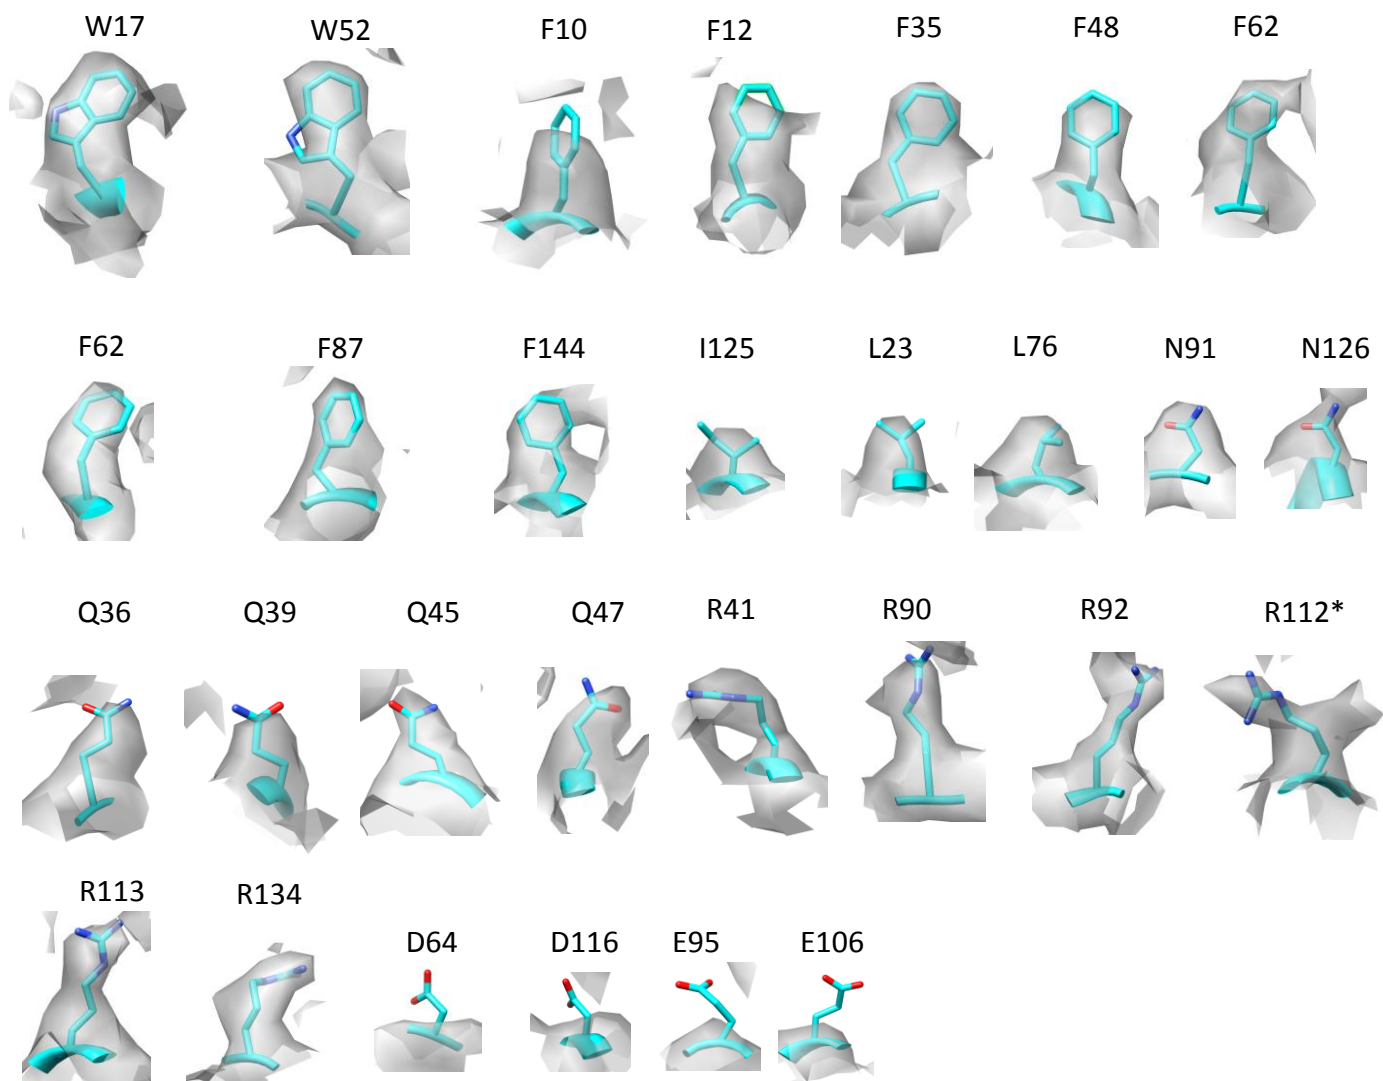 W17 W52 F10 F12 F35 F48 F62
F62 F87 F144 I125 L23 L76 N91 N126
Q36 Q39 Q45 Q47 R41 R90 R92 R112*
R113 R134 D64 D116 E95 E106